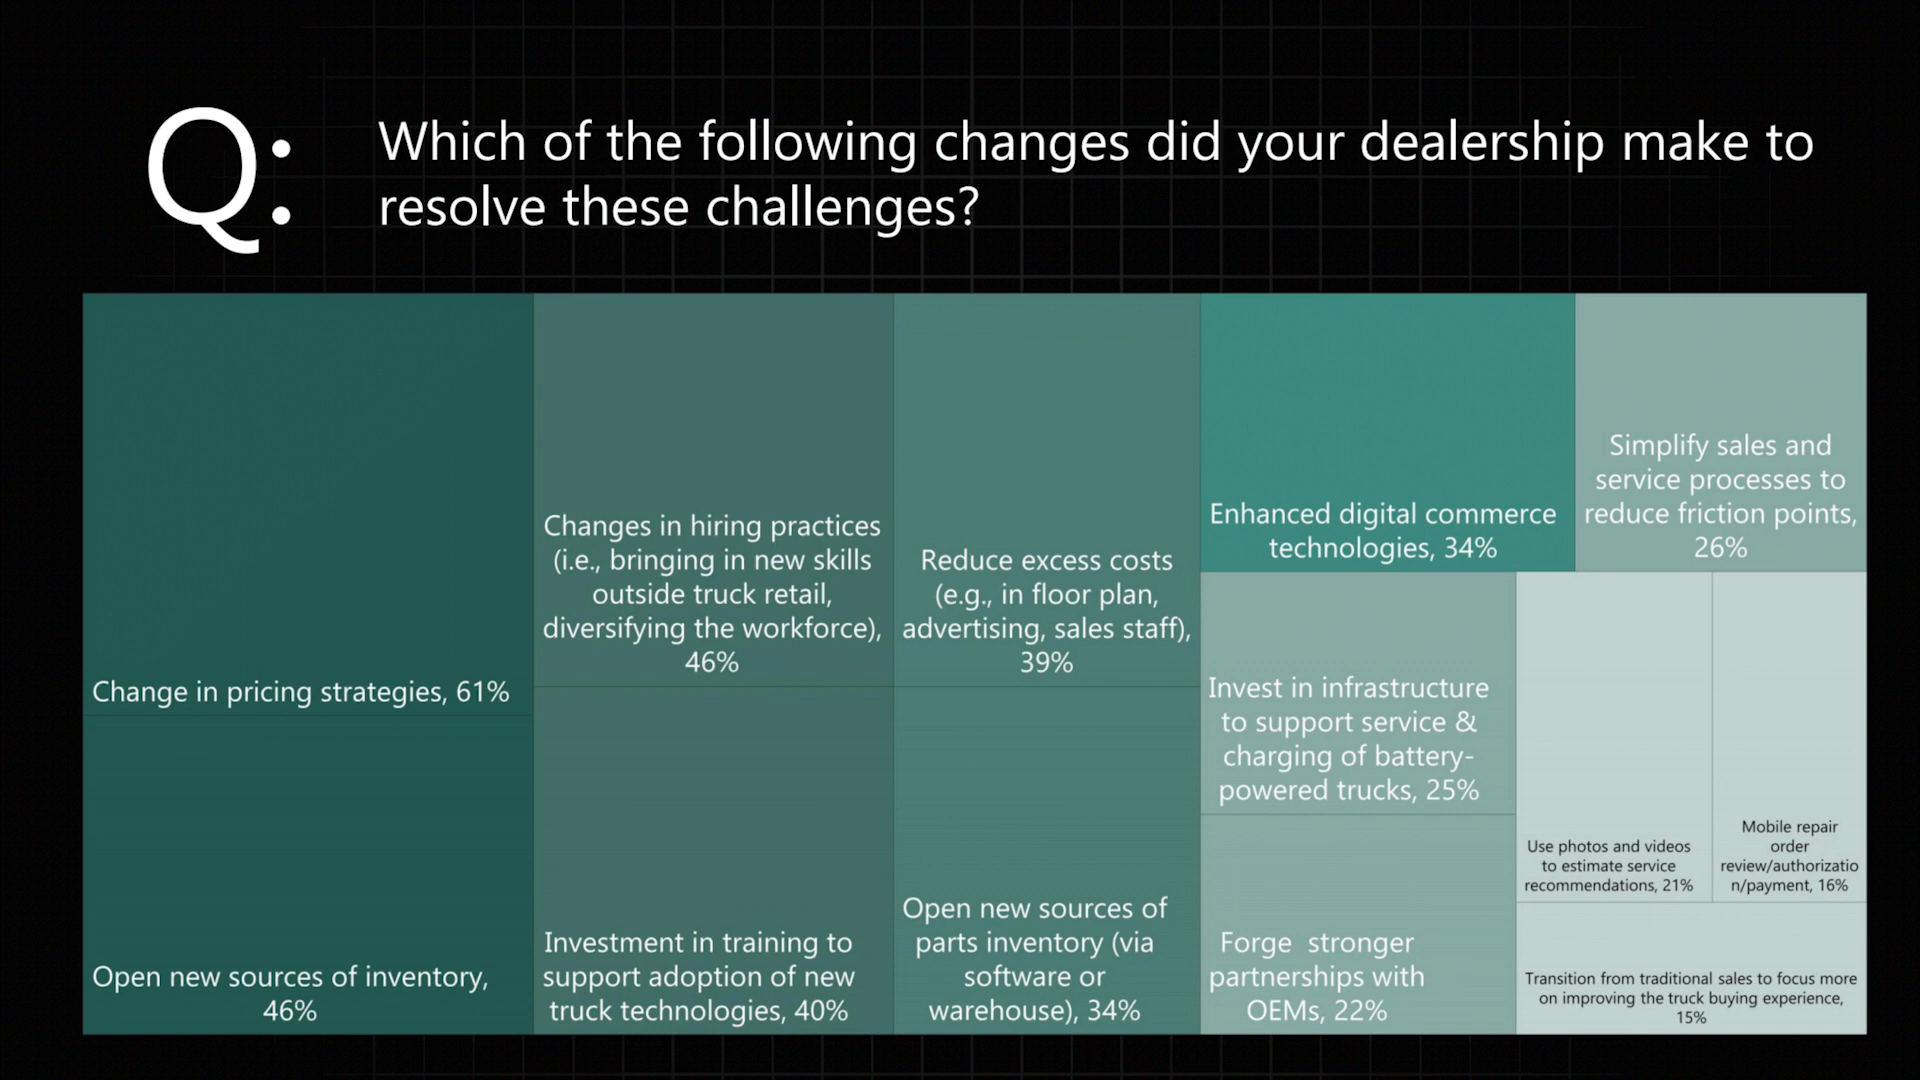 Q:
Which of the following changes did your dealership make to
resolve these challenges?
Change in pricing strategies, 61%
Open new sources of inventory,
46%
Changes in hiring practices
(i.e., bringing in new skills
outside truck retail,
diversifying the workforce),
46%
Investment in training to
support adoption of new
truck technologies, 40%
Reduce excess costs
(e.g., in floor plan,
advertising, sales staff),
39%
Open new sources of
parts inventory (via
software or
warehouse), 34%
Enhanced digital commerce
technologies, 34%
Simplify sales and
service processes to
reduce friction points,
26%
Invest in infrastructure
to support service &
charging of battery-
powered trucks, 25%
Forge  stronger
partnerships with
OEMs, 22%
Use photos and videos
to estimate service
recommendations, 21%
Mobile repair
order
review/authorizatio
n/payment, 16%
Transition from traditional sales to focus more
on improving the truck buying experience,
15%